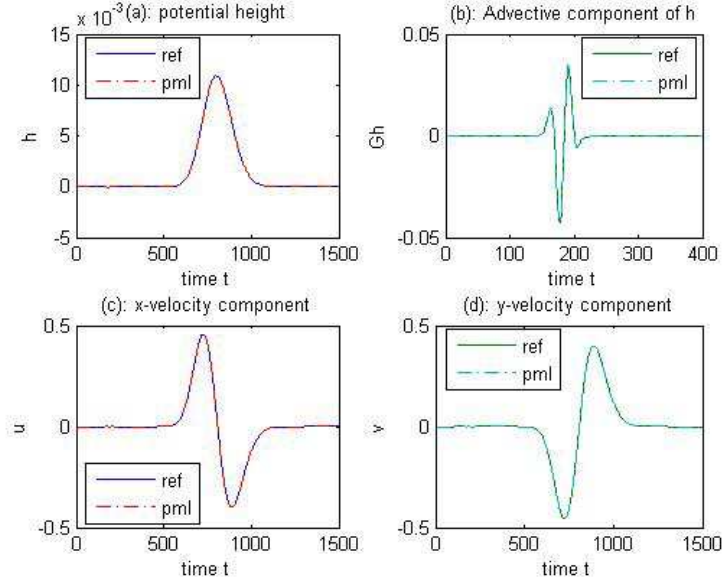 x 10⁻³ (a): potential height
15
10
5
0
-5
h
ref
pml
0 500 1000 1500
time t
(b): Advective component of h
0.05
0
-0.05
Gh
ref
pml
0 100 200 300 400
time t
(c): x-velocity component
0.5
0
-0.5
u
ref
pml
0 500 1000 1500
time t
(d): y-velocity component
0.5
0
-0.5
v
ref
pml
0 500 1000 1500
time t